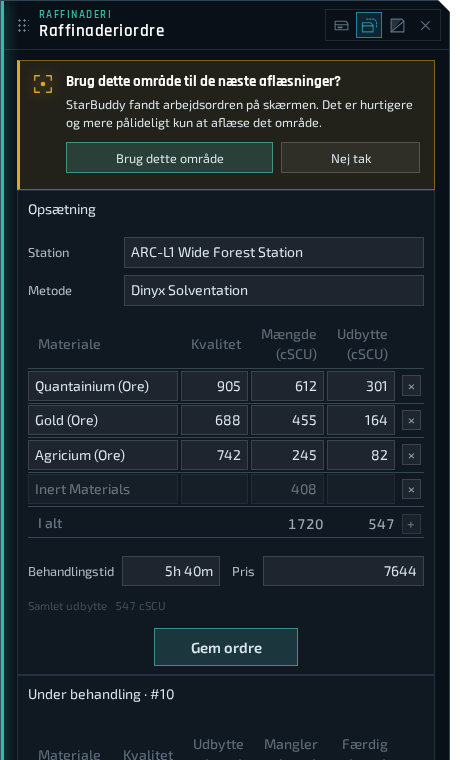 RAFFINADERI
Raffinaderiordre
Brug dette område til de næste aflæsninger?
StarBuddy fandt arbejdsordren på skærmen. Det er hurtigere
og mere pålideligt kun at aflæse det område.
Brug dette område
Nej tak
Opsætning
Station
ARC-L1 Wide Forest Station
Metode
Dinyx Solventation
Materiale Kvalitet Mængde (cSCU) Udbytte (cSCU)
Quantainium (Ore) 905 612 301 ×
Gold (Ore) 688 455 164 ×
Agricium (Ore) 742 245 82 ×
Inert Materials 408 ×
I alt 1720 547 +
Behandlingstid 5h 40m Pris 7644
Samlet udbytte 547 cSCU
Gem ordre
Under behandling · #10
Materiale Kvalitet Udbytte Mangler Færdig